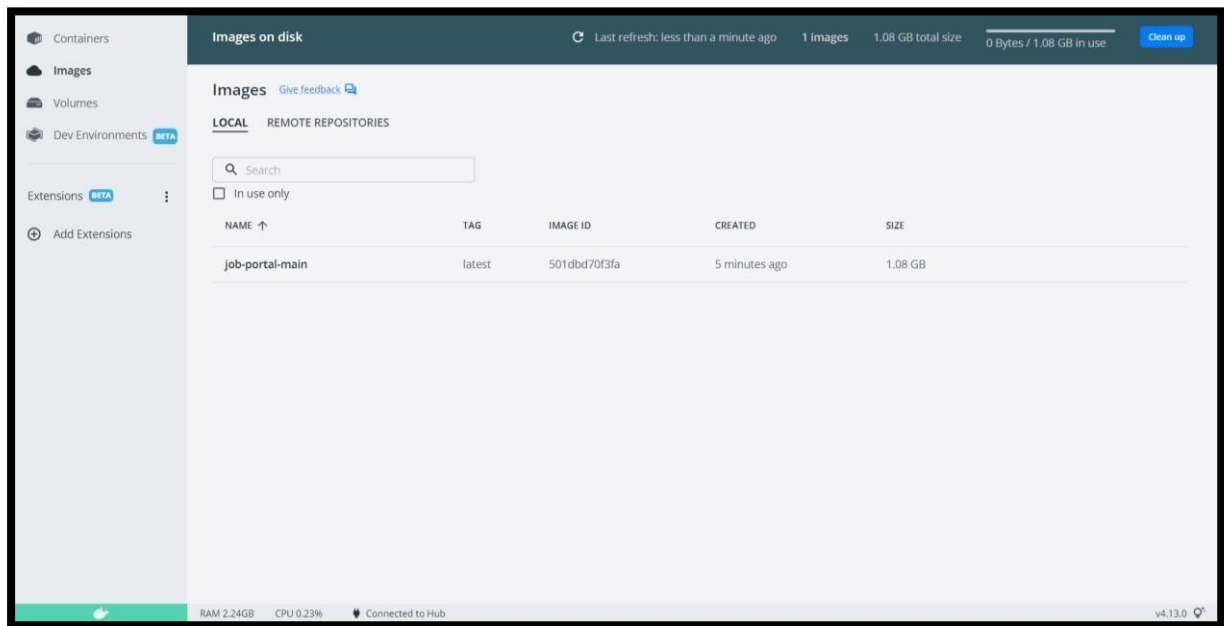 Containers
Images
Volumes
Dev Environments BETA
Extensions BETA
Add Extensions
Images on disk
Last refresh: less than a minute ago 1 images 1.08 GB total size 0 Bytes / 1.08 GB in use Clean up
Images Give feedback
LOCAL REMOTE REPOSITORIES
Search
In use only
NAME TAG IMAGE ID CREATED SIZE
job-portal-main latest 501dbd70f3fa 5 minutes ago 1.08 GB
RAM 2.24GB CPU 0.23% Connected to Hub v4.13.0